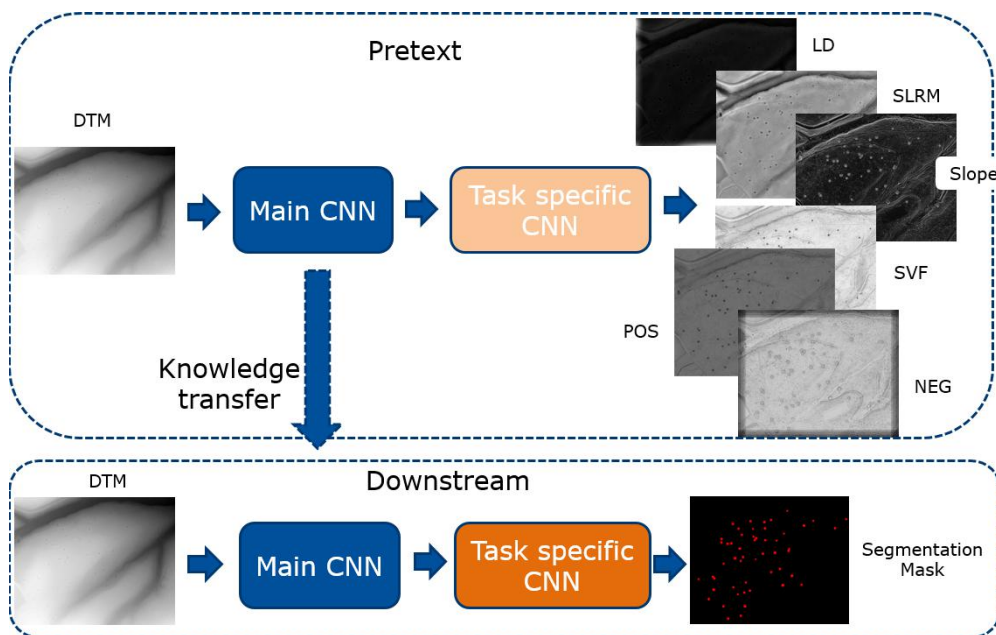 Pretext
LD
SLRM
DTM
Slope
Main CNN
Task specific
CNN
SVF
POS
NEG
Knowledge
transfer
DTM
Downstream
Main CNN
Task specific
CNN
Segmentation
Mask